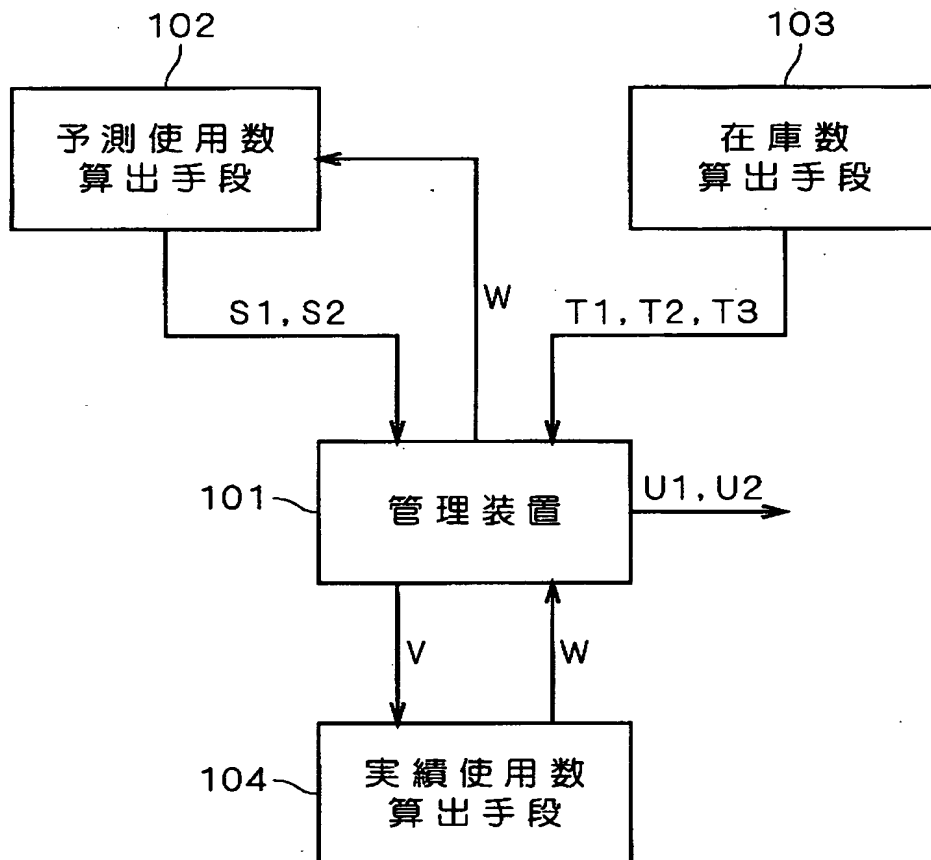 102
103
予測使用数
算出手段
在庫数
算出手段
W
S1, S2
T1, T2, T3
101
管理装置
U1, U2
V
W
104
実績使用数
算出手段